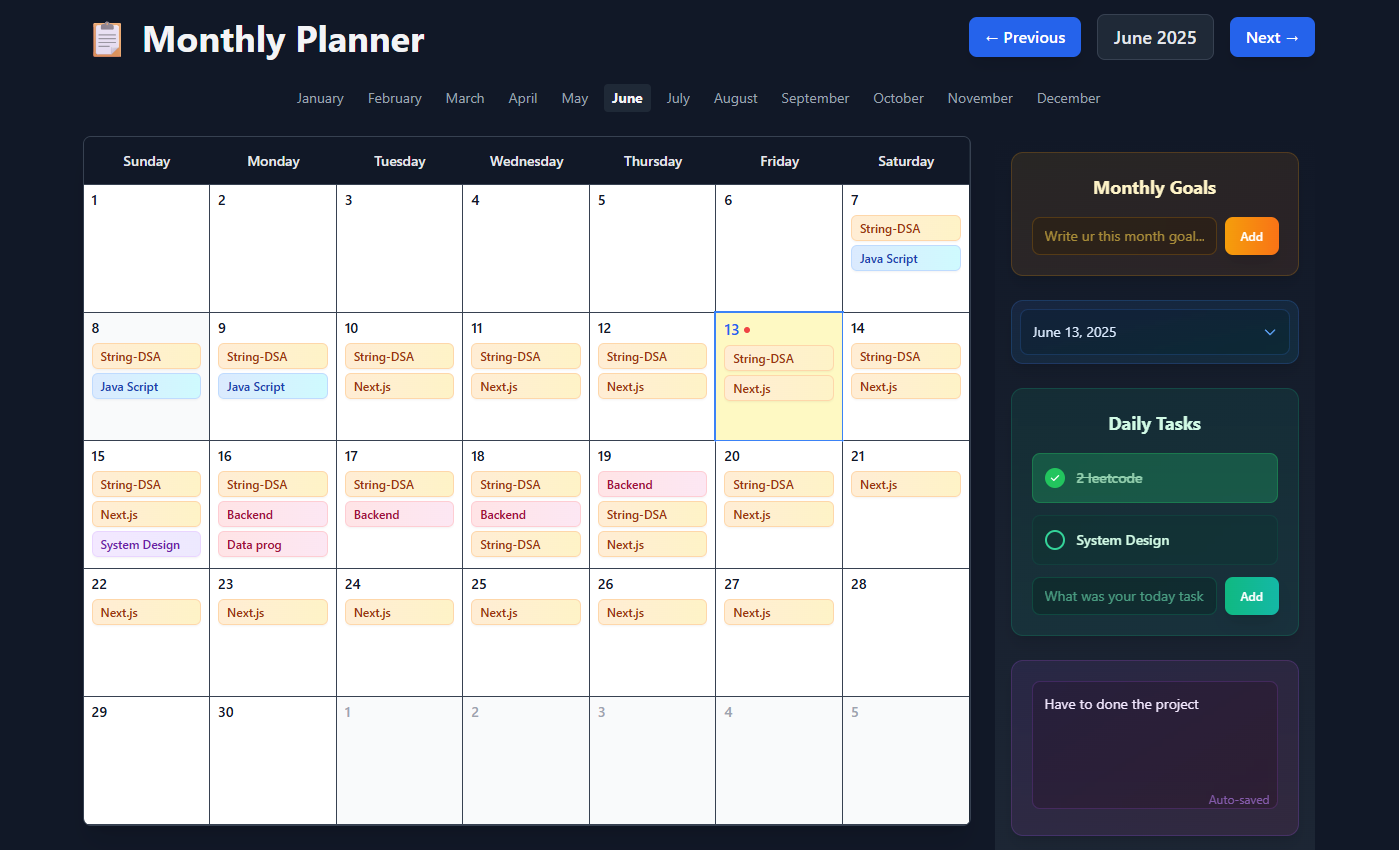 Monthly Planner
← Previous
June 2025
Next →
January February March April May June July August September October November December
Sunday Monday Tuesday Wednesday Thursday Friday Saturday
1 2 3 4 5 6 7
String-DSA
Java Script
8 9 10 11 12 13 14
String-DSA String-DSA String-DSA String-DSA String-DSA String-DSA String-DSA
Java Script Java Script Next.js Next.js Next.js Next.js Next.js
15 16 17 18 19 20 21
String-DSA String-DSA String-DSA String-DSA Backend String-DSA Next.js
Next.js Backend Backend Backend String-DSA Next.js
System Design Data prog String-DSA Next.js
22 23 24 25 26 27 28
Next.js Next.js Next.js Next.js Next.js Next.js
29 30 1 2 3 4 5
Monthly Goals
Write ur this month goal...
Add
June 13, 2025
Daily Tasks
2 leetcode
System Design
What was your today task
Add
Have to done the project
Auto-saved